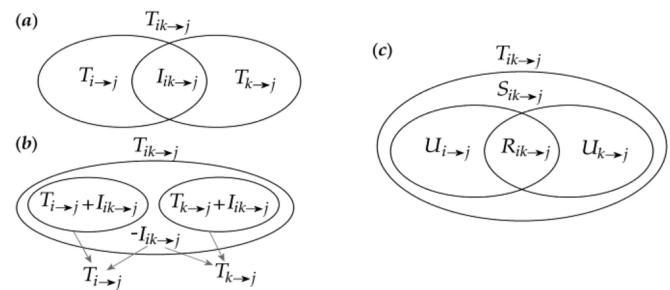 (a)
T_{ik→j}
T_{i→j} I_{ik→j} T_{k→j}
(b)
T_{ik→j}
T_{i→j}+I_{ik→j} T_{k→j}+I_{ik→j}
-I_{ik→j}
T_{i→j} T_{k→j}
(c)
T_{ik→j}
S_{ik→j}
U_{i→j} R_{ik→j} U_{k→j}